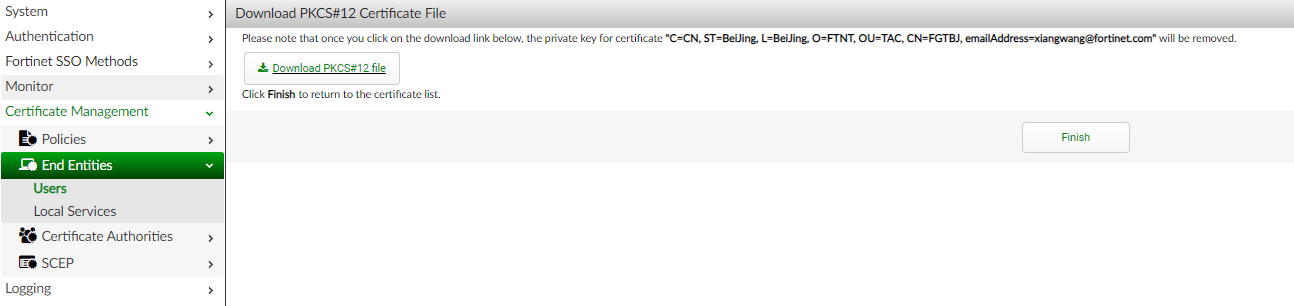 System
Authentication
Fortinet SSO Methods
Monitor
Certificate Management
Policies
End Entities
Users
Local Services
Certificate Authorities
SCEP
Logging
Download PKCS#12 Certificate File
Please note that once you click on the download link below, the private key for certificate "C=CN, ST=BeiJing, L=BeiJing, O=FTNT, OU=TAC, CN=FGTBJ, emailAddress=xiangwang@fortinet.com" will be removed.
Download PKCS#12 file
Click Finish to return to the certificate list.
Finish